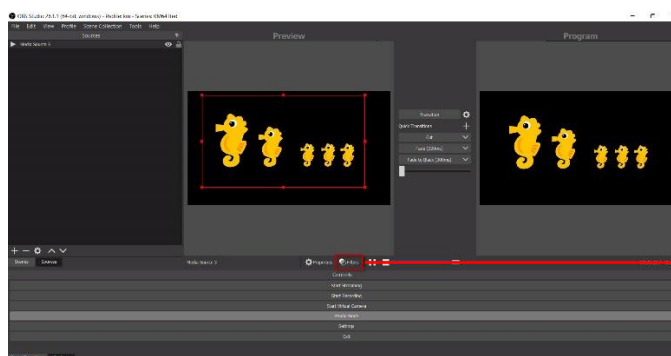 OBS Studio
File Edit View Profile Scene Collection Tools Help
Sources
Preview
Program
Media Source 3
Transition
Quick Transitions
Cut
Fade (300ms)
Fade to Black (300ms)
Scenes Sources
Media Source 3 Properties Filters
Controls
Start Streaming
Start Recording
Start Virtual Camera
Studio Mode
Settings
Exit